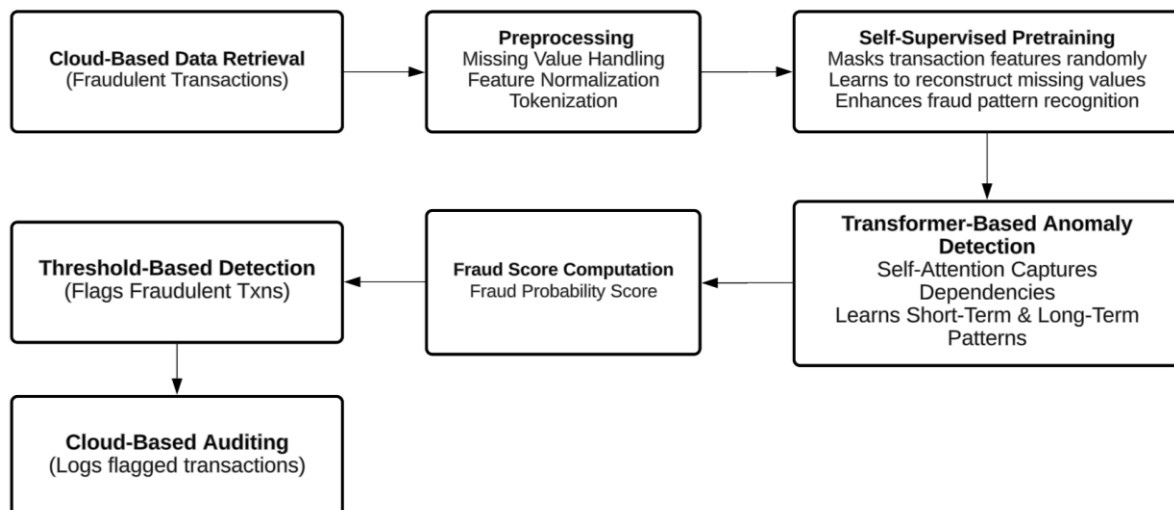 Cloud-Based Data Retrieval
(Fraudulent Transactions)
Preprocessing
Missing Value Handling
Feature Normalization
Tokenization
Self-Supervised Pretraining
Masks transaction features randomly
Learns to reconstruct missing values
Enhances fraud pattern recognition
Transformer-Based Anomaly
Detection
Self-Attention Captures
Dependencies
Learns Short-Term & Long-Term
Patterns
Fraud Score Computation
Fraud Probability Score
Threshold-Based Detection
(Flags Fraudulent Txns)
Cloud-Based Auditing
(Logs flagged transactions)